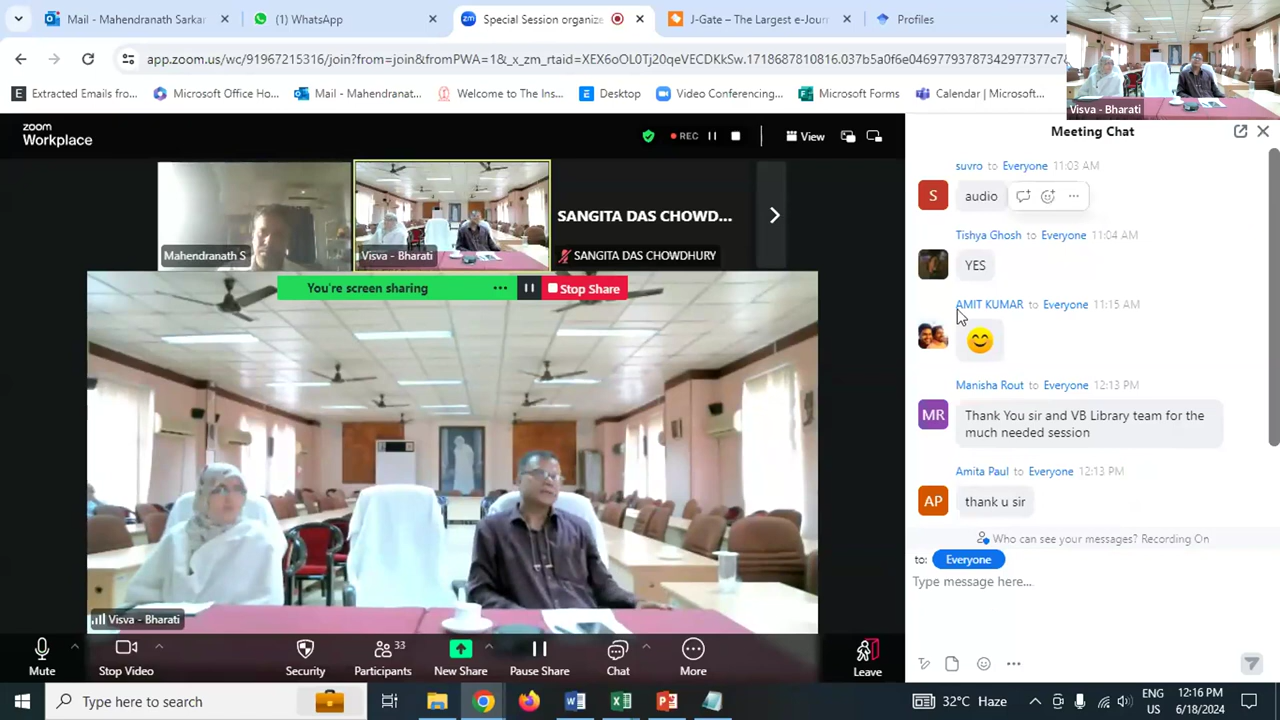 Mail - Mahendranath Sarkar
(1) WhatsApp
zm
Special Session organize
J-Gate – The Largest e-Journ
Profiles
app.zoom.us/wc/91967215316/join?from=join&fromPWA=1&_x_zm_rtaid=XEX6oOL0Tj20qeVECDKkSw.1718687810816.037b5a0f6e04697793787342977377c7
Extracted Emails fro...
Microsoft Office Ho...
Mail - Mahendranat...
Welcome to The Ins...
Desktop
Video Conferencing...
Microsoft Forms
Calendar | Microsoft...
Visva - Bharati
zoom
Workplace
REC
View
Meeting Chat
suvro to Everyone 11:03 AM
S
audio
Tishya Ghosh to Everyone 11:04 AM
YES
AMIT KUMAR to Everyone 11:15 AM
Manisha Rout to Everyone 12:13 PM
MR
Thank You sir and VB Library team for the
much needed session
Amita Paul to Everyone 12:13 PM
AP
thank u sir
Who can see your messages? Recording On
to: Everyone
Type message here...
Mahendranath S
Visva - Bharati
SANGITA DAS CHOWD...
SANGITA DAS CHOWDHURY
You're screen sharing
Stop Share
Visva - Bharati
Mute
Stop Video
Security
Participants
33
New Share
Pause Share
Chat
More
Leave
Type here to search
32°C Haze
ENG
US
12:16 PM
6/18/2024